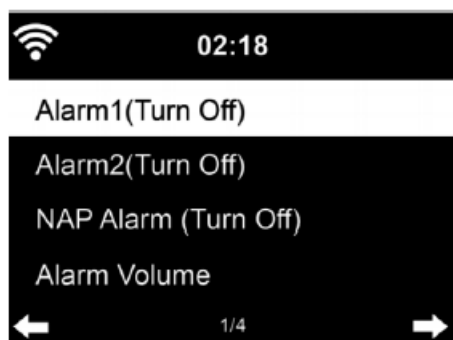 02:18
Alarm1(Turn Off)
Alarm2(Turn Off)
NAP Alarm (Turn Off)
Alarm Volume
1/4